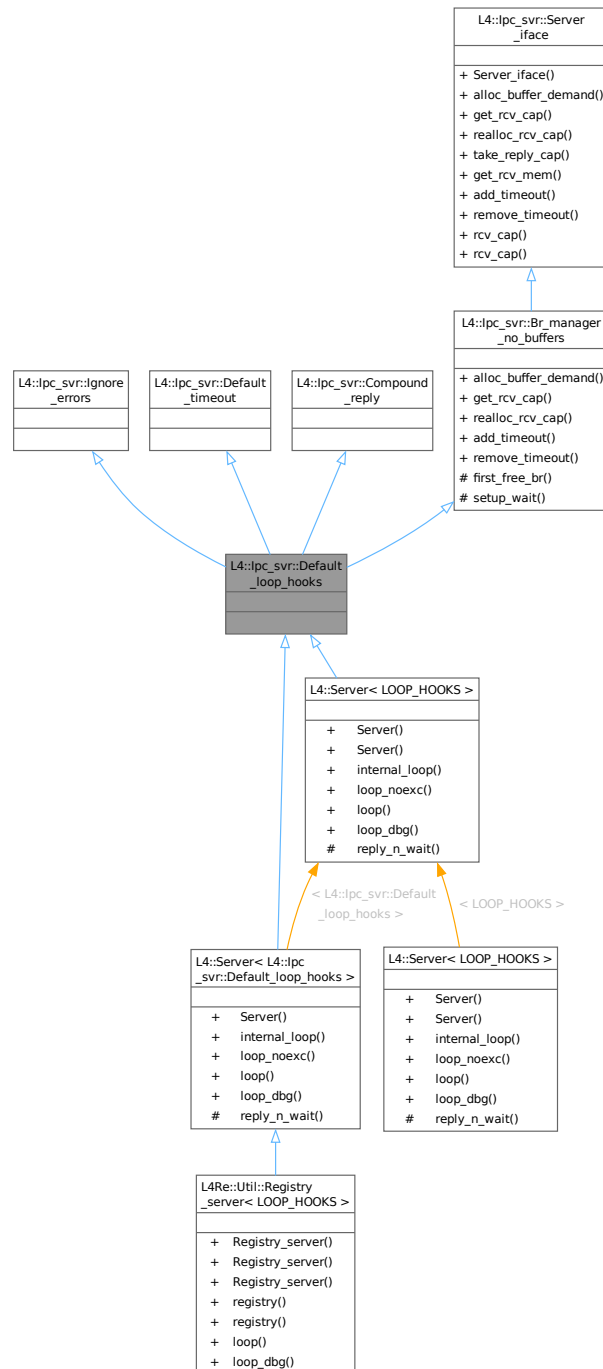 L4::Ipc_svr::Server
_iface
+ Server_iface()
+ alloc_buffer_demand()
+ get_rcv_cap()
+ realloc_rcv_cap()
+ take_reply_cap()
+ get_rcv_mem()
+ add_timeout()
+ remove_timeout()
+ rcv_cap()
+ rcv_cap()
L4::Ipc_svr::Br_manager
_no_buffers
+ alloc_buffer_demand()
+ get_rcv_cap()
+ realloc_rcv_cap()
+ add_timeout()
+ remove_timeout()
# first_free_br()
# setup_wait()
L4::Ipc_svr::Ignore
_errors
L4::Ipc_svr::Default
_timeout
L4::Ipc_svr::Compound
_reply
L4::Ipc_svr::Default
_loop_hooks
L4::Server< LOOP_HOOKS >
+ Server()
+ Server()
+ internal_loop()
+ loop_noexc()
+ loop()
+ loop_dbg()
# reply_n_wait()
< L4::Ipc_svr::Default
_loop_hooks >
< LOOP_HOOKS >
L4::Server< L4::Ipc
_svr::Default_loop_hooks >
+ Server()
+ internal_loop()
+ loop_noexc()
+ loop()
+ loop_dbg()
# reply_n_wait()
L4::Server< LOOP_HOOKS >
+ Server()
+ Server()
+ internal_loop()
+ loop_noexc()
+ loop()
+ loop_dbg()
# reply_n_wait()
L4Re::Util::Registry
_server< LOOP_HOOKS >
+ Registry_server()
+ Registry_server()
+ Registry_server()
+ registry()
+ registry()
+ loop()
+ loop_dbg()